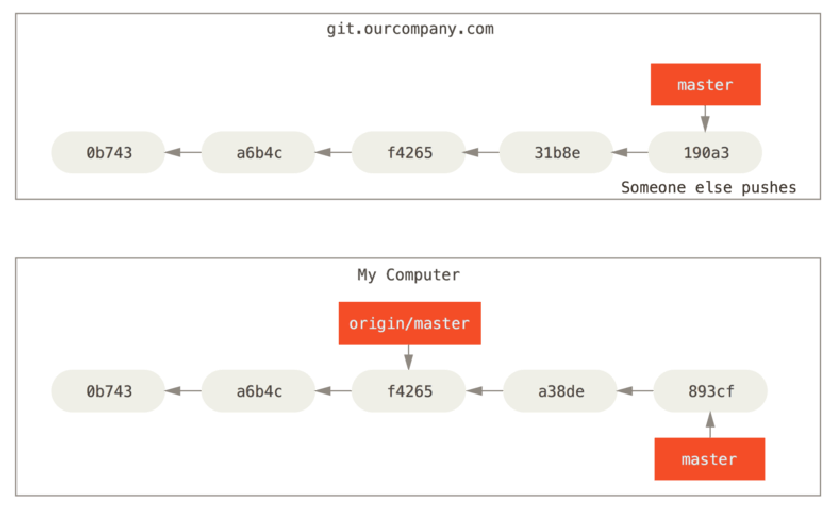 git.ourcompany.com
master
0b743
a6b4c
f4265
31b8e
190a3
Someone else pushes
My Computer
origin/master
0b743
a6b4c
f4265
a38de
893cf
master